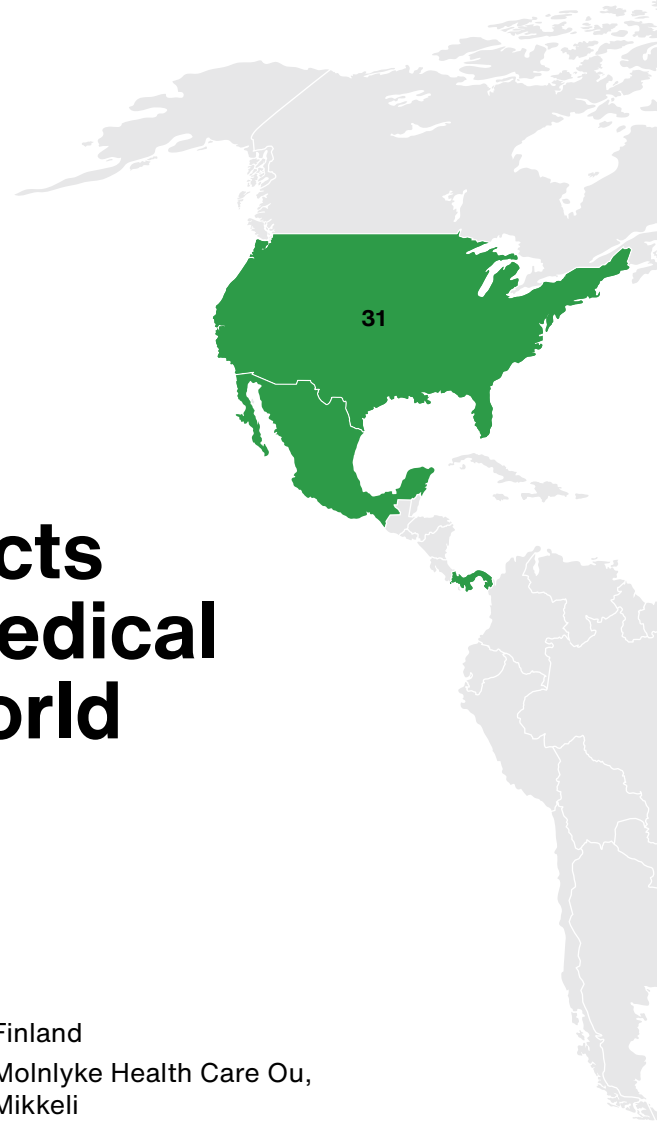 31
cts
edical
orld
Finland
Molnlyke Health Care Ou,
Mikkeli